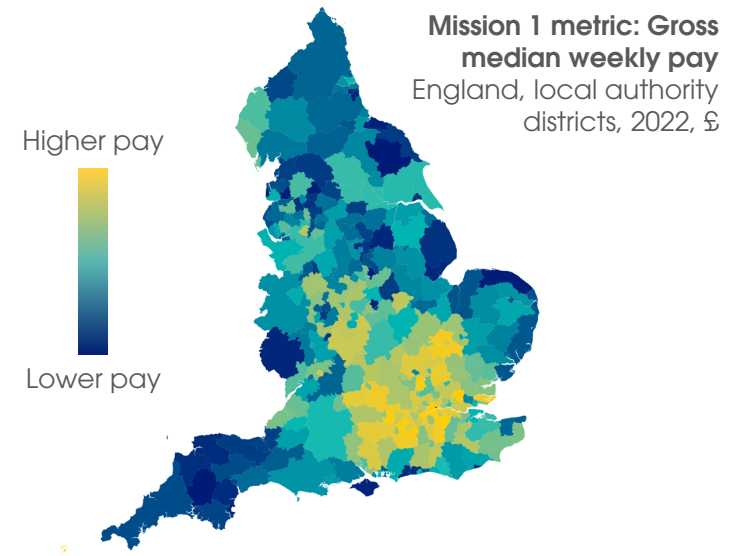 Mission 1 metric: Gross
median weekly pay
England, local authority
districts, 2022, £
Higher pay
Lower pay